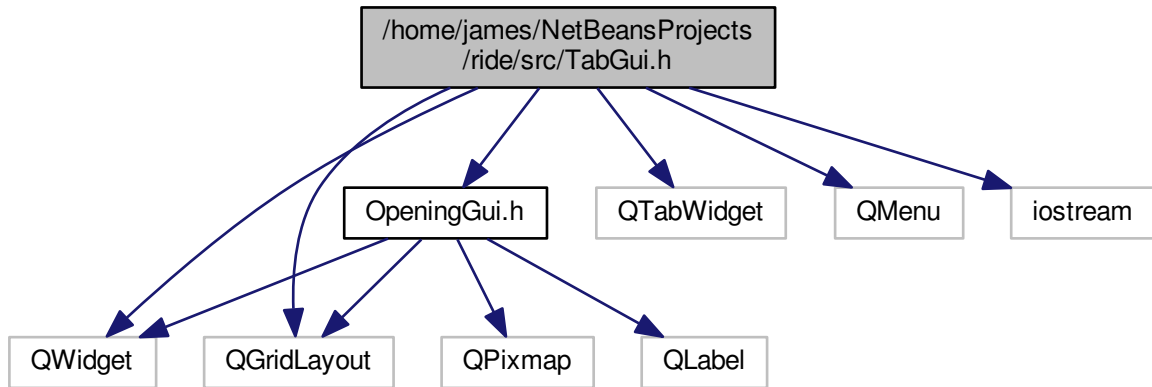 /home/james/NetBeansProjects
/ride/src/TabGui.h
OpeningGui.h
QTabWidget
QMenu
iostream
QWidget
QGridLayout
QPixmap
QLabel